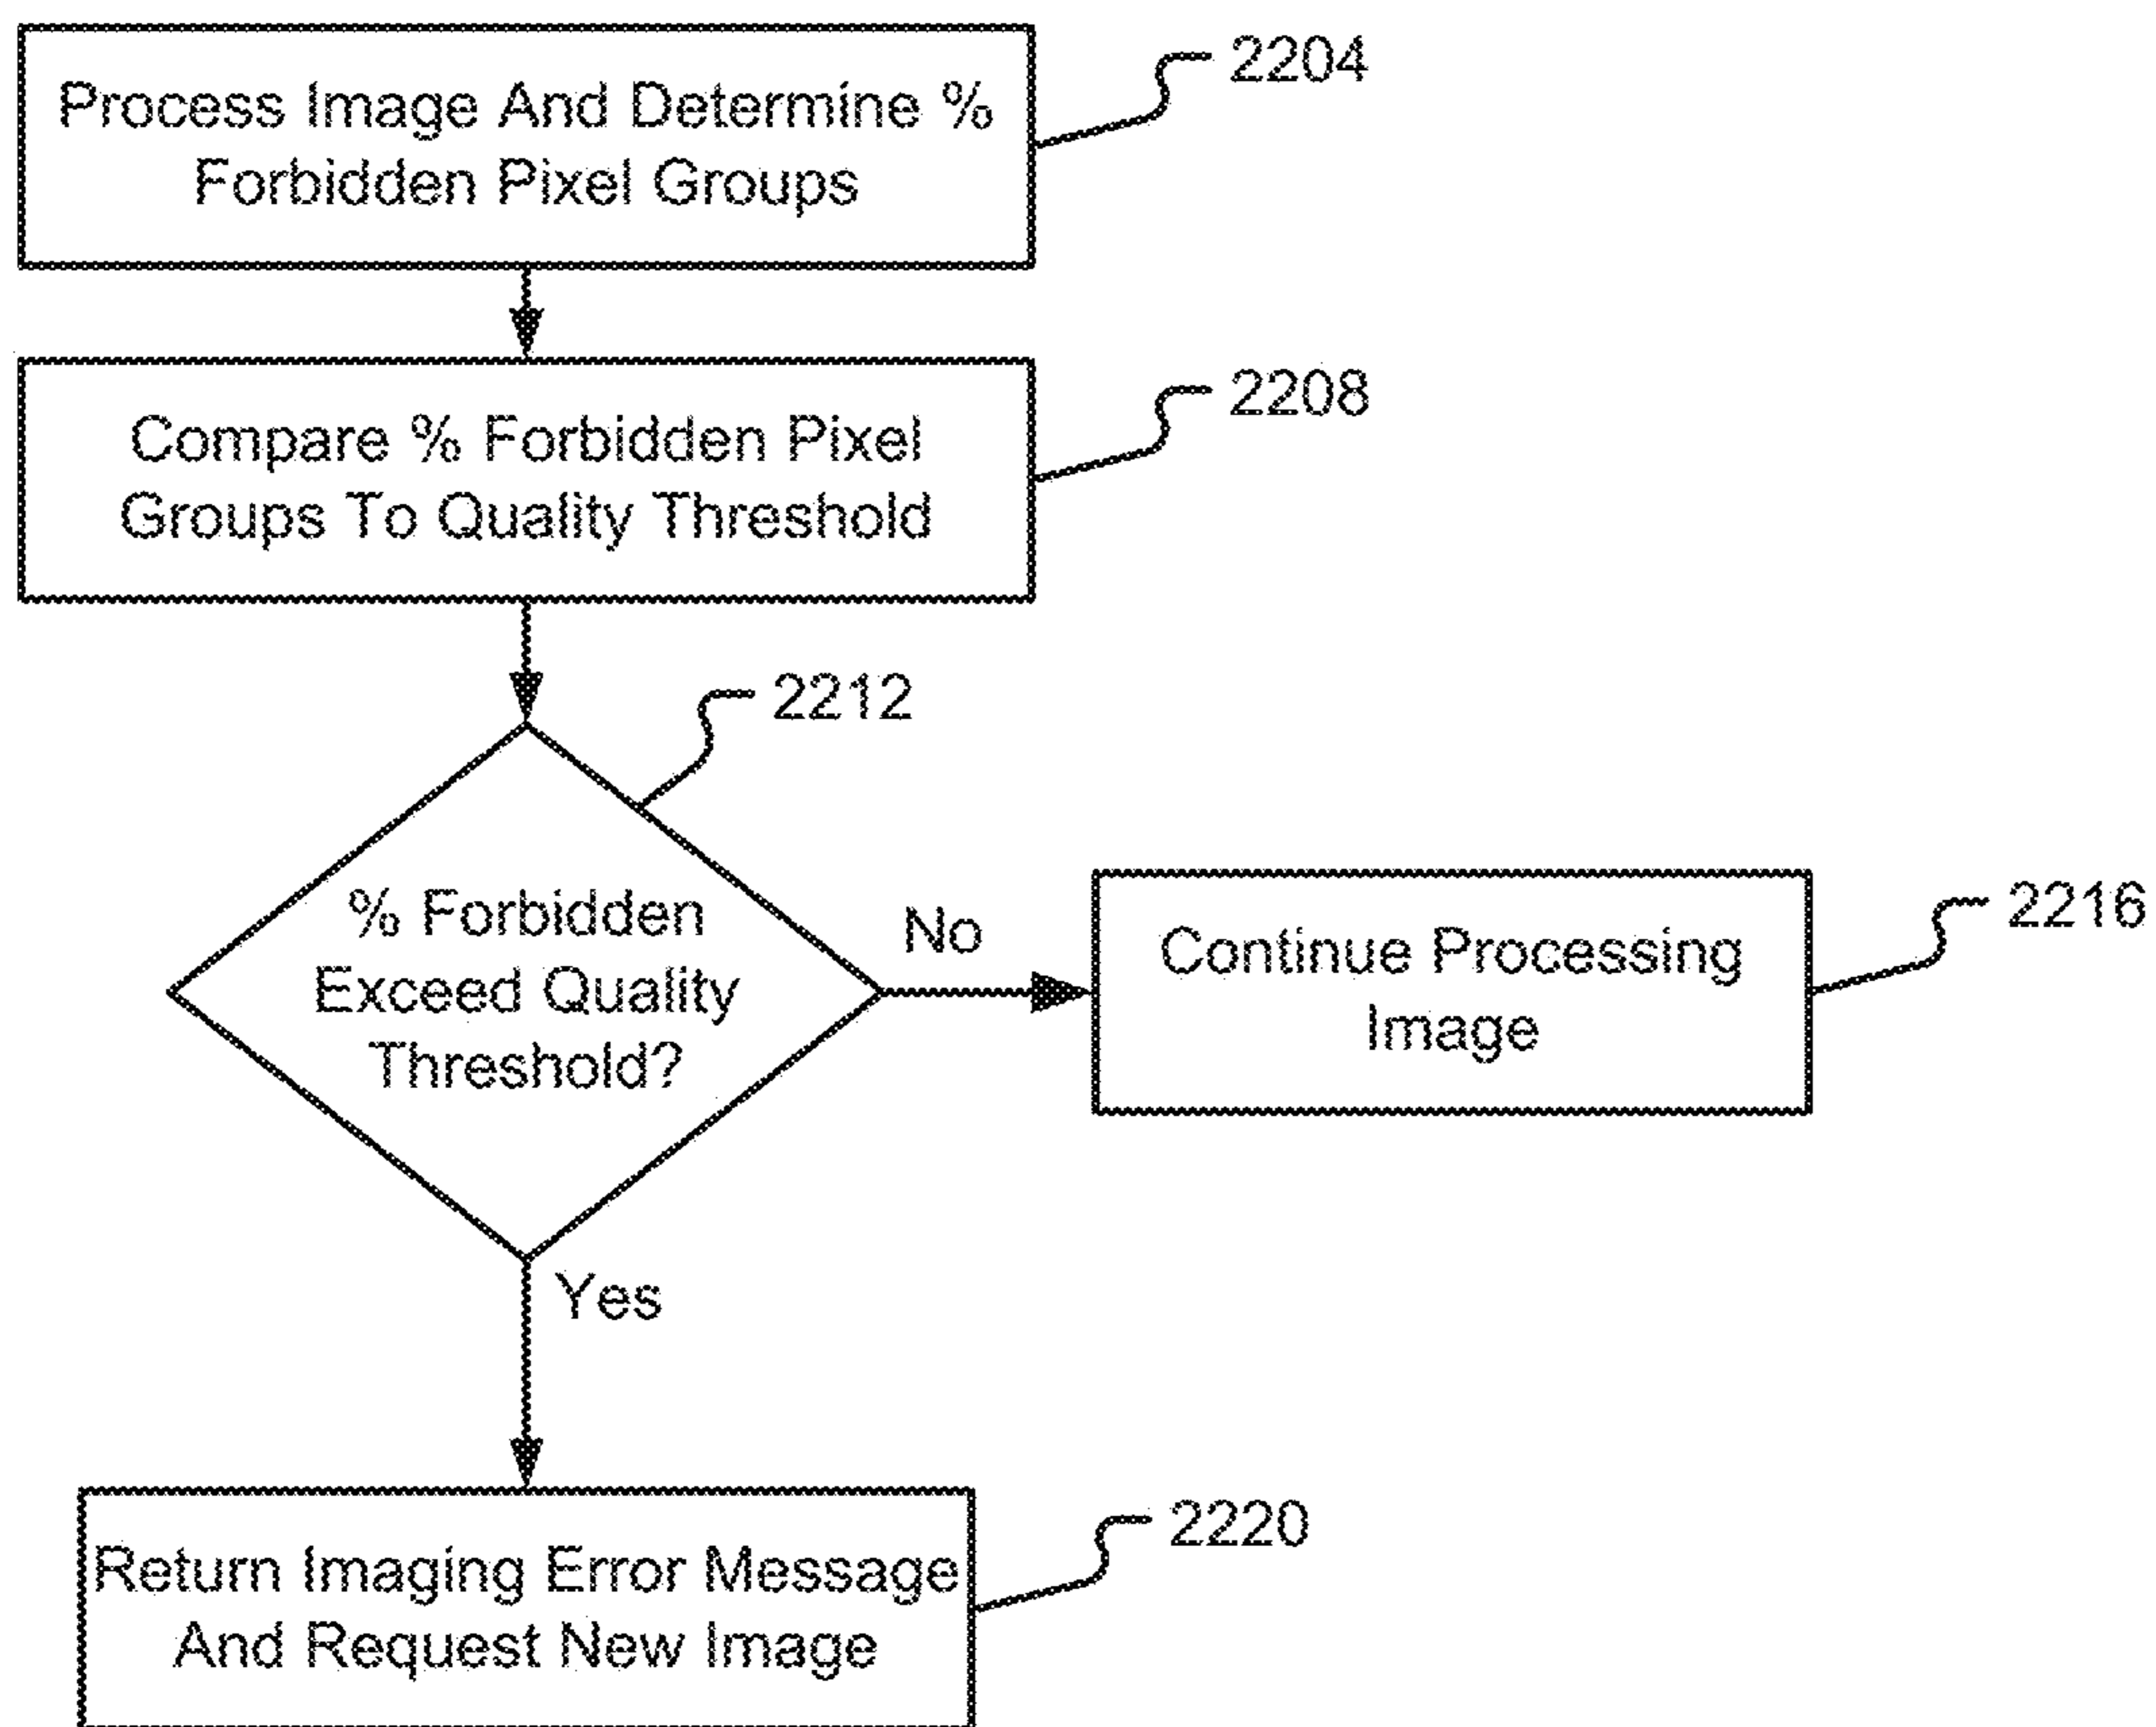 Process Image And Determine %
Forbidden Pixel Groups
2204
Compare % Forbidden Pixel
Groups To Quality Threshold
2208
2212
% Forbidden
Exceed Quality
Threshold?
No
Continue Processing
Image
2216
Yes
Return Imaging Error Message
And Request New Image
2220